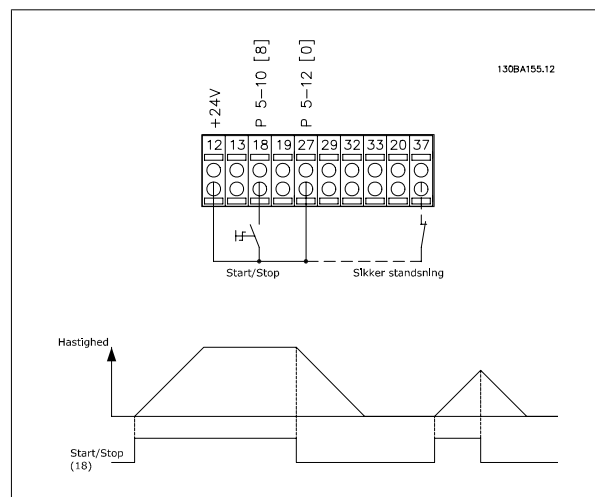 130BA155.12
+24V
P 5-10 [8]
P 5-12 [0]
12 13 18 19 27 29 32 33 20 37
Start/Stop
Sikker standsning
Hastighed
Start/Stop
(18)